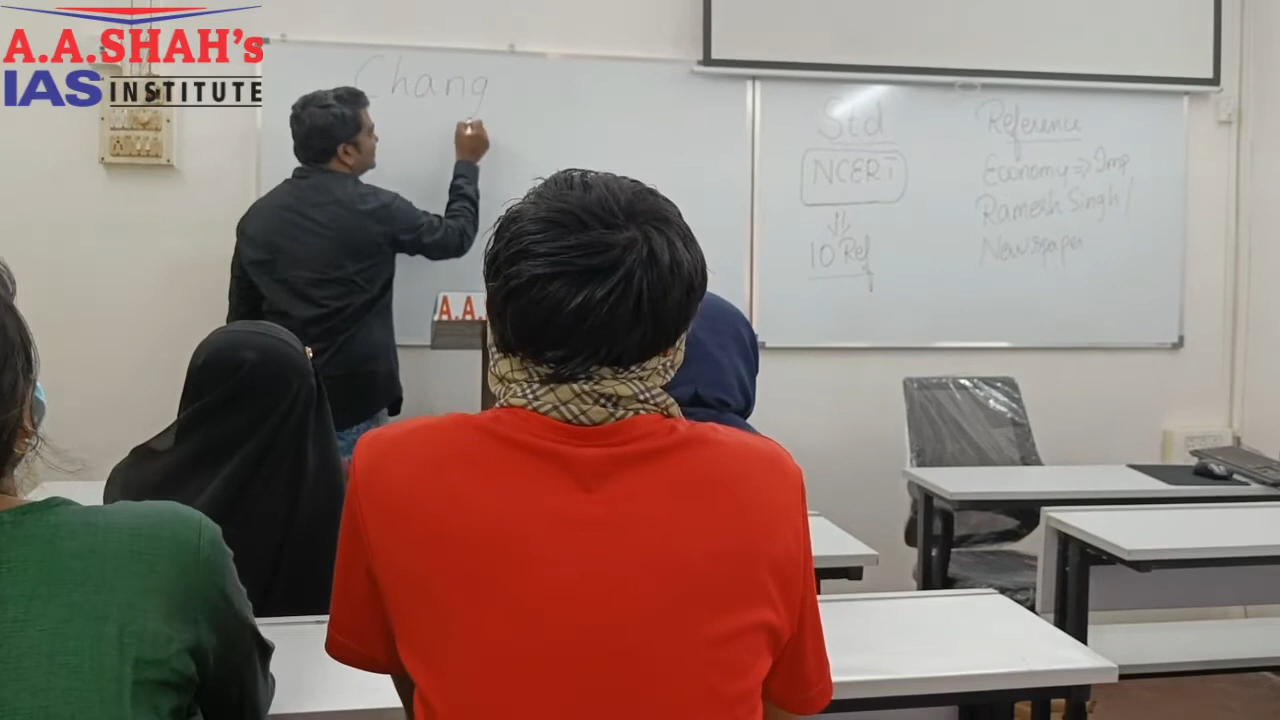 A.A.SHAH's
IAS INSTITUTE
Chang
A.A.
Std
NCERT
10 Ref
Reference
Economy => Imp
Ramesh Singh /
Newspaper